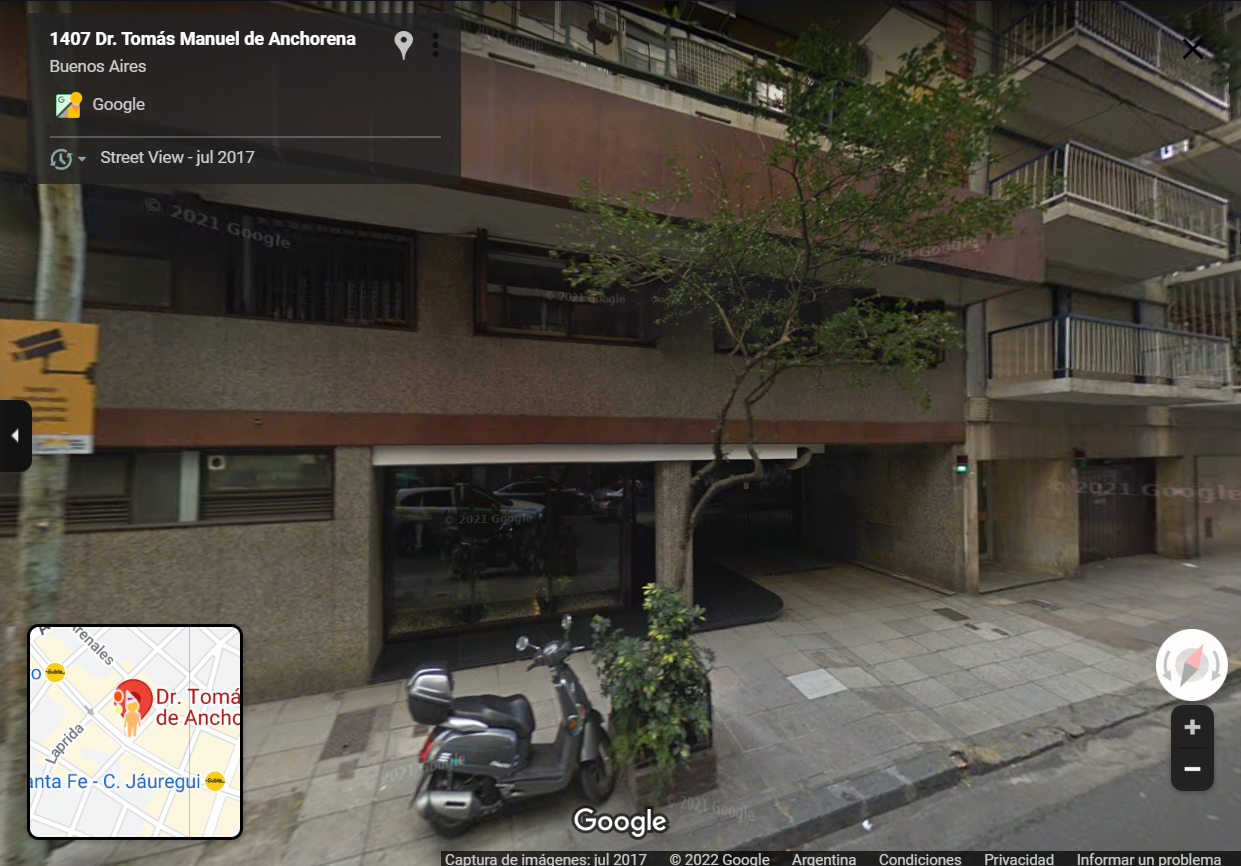 1407 Dr. Tomás Manuel de Anchorena
Buenos Aires
Google
Street View - jul 2017
© 2021 Google
© 2021 Google
© 2021 Google
© 2021 Google
© 2021 Google
© 2021 Google
Arenales
Dr. Tomá
de Ancho
Laprida
anta Fe - C. Jáuregui
Google
Captura de imágenes: jul 2017 © 2022 Google Argentina Condiciones Privacidad Informar un problema